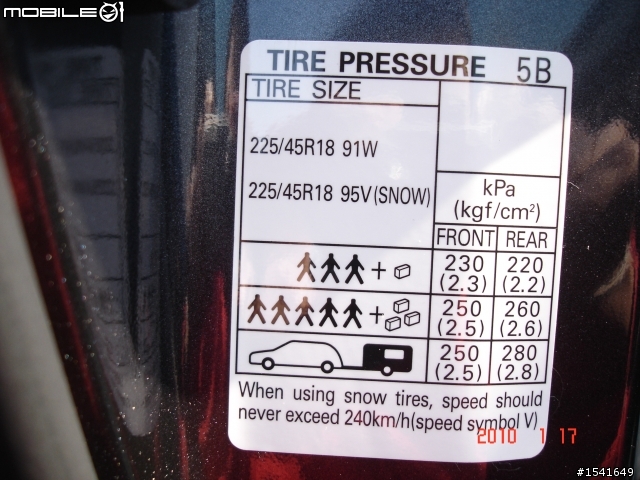 MOBILE01
TIRE PRESSURE 5B
TIRE SIZE
225/45R18 91W
225/45R18 95V(SNOW)
kPa
(kgf/cm²)
FRONT REAR
+ 230 220
(2.3) (2.2)
+ 250 260
(2.5) (2.6)
250 280
(2.5) (2.8)
When using snow tires, speed should
never exceed 240km/h(speed symbol V)
2010 1 17
#1541649